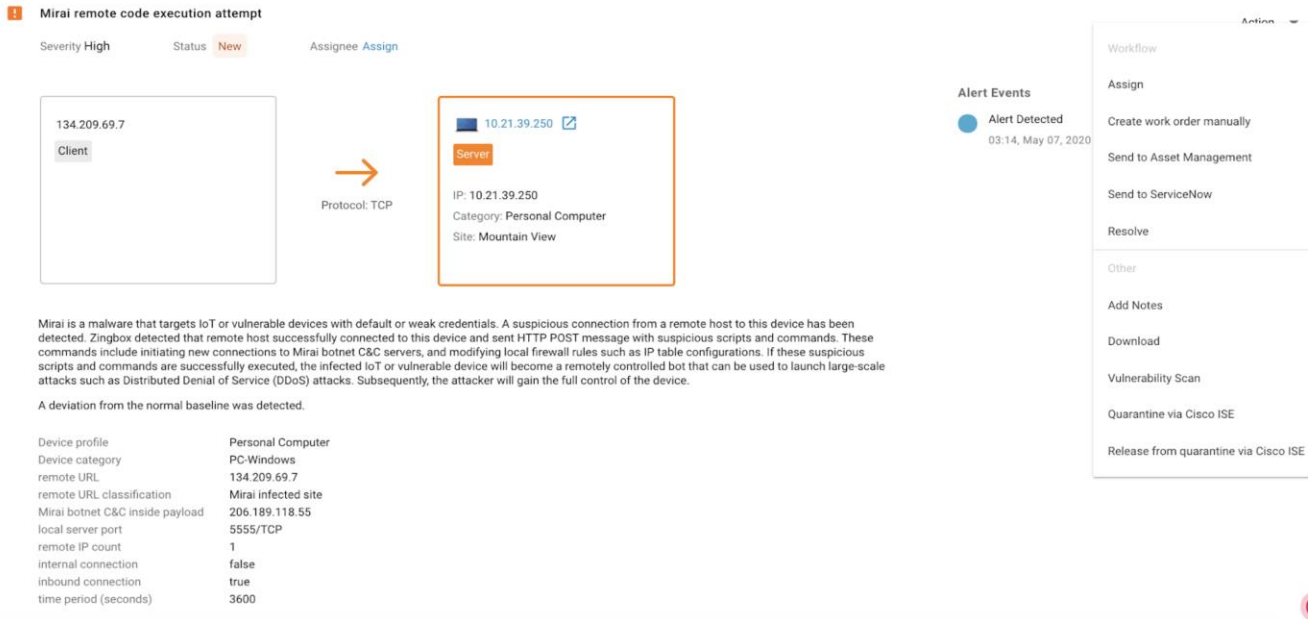 Mirai remote code execution attempt
Severity High Status New Assignee Assign
Action
134.209.69.7
Client
Protocol: TCP
10.21.39.250
Server
IP: 10.21.39.250
Category: Personal Computer
Site: Mountain View
Alert Events
Alert Detected
03:14, May 07, 2020
Workflow
Assign
Create work order manually
Send to Asset Management
Send to ServiceNow
Resolve
Other
Add Notes
Download
Vulnerability Scan
Quarantine via Cisco ISE
Release from quarantine via Cisco ISE
Mirai is a malware that targets IoT or vulnerable devices with default or weak credentials. A suspicious connection from a remote host to this device has been
detected. Zingbox detected that remote host successfully connected to this device and sent HTTP POST message with suspicious scripts and commands. These
commands include initiating new connections to Mirai botnet C&C servers, and modifying local firewall rules such as IP table configurations. If these suspicious
scripts and commands are successfully executed, the infected IoT or vulnerable device will become a remotely controlled bot that can be used to launch large-scale
attacks such as Distributed Denial of Service (DDoS) attacks. Subsequently, the attacker will gain the full control of the device.
A deviation from the normal baseline was detected.
Device profile Personal Computer
Device category PC-Windows
remote URL 134.209.69.7
remote URL classification Mirai infected site
Mirai botnet C&C inside payload 206.189.118.55
local server port 5555/TCP
remote IP count 1
internal connection false
inbound connection true
time period (seconds) 3600